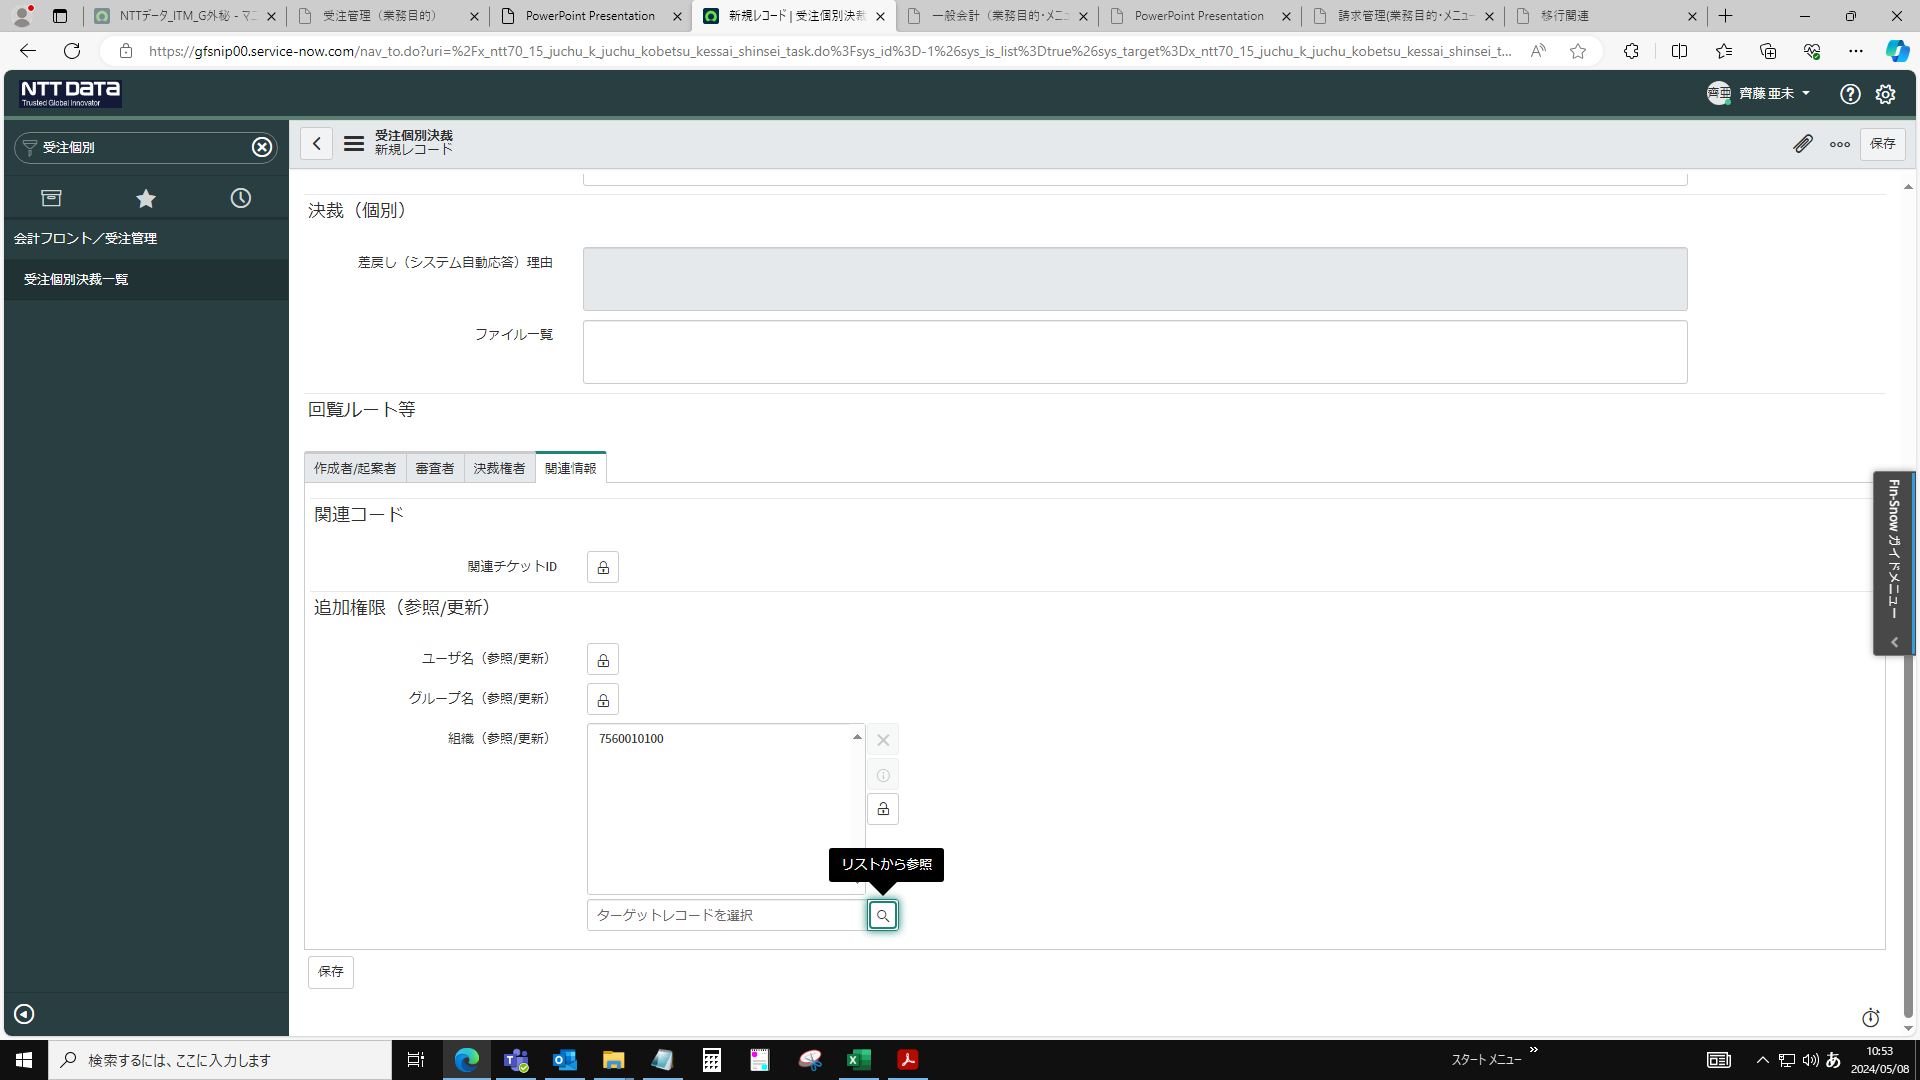 NTTデータ_ITM_G外秘 - マニ
受注管理（業務目的）
PowerPoint Presentation
新規レコード | 受注個別決裁
一般会計（業務目的・メニュ
PowerPoint Presentation
請求管理(業務目的・メニュー
移行関連
https://gfsnip00.service-now.com/nav_to.do?uri=%2Fx_ntt70_15_juchu_k_juchu_kobetsu_kessai_shinsei_task.do%3Fsys_id%3D-1%26sys_is_list%3Dtrue%26sys_target%3Dx_ntt70_15_juchu_k_juchu_kobetsu_kessai_shinsei_t...
NTT DATA
Trusted Global Innovator
齊亜
齊藤 亜未
受注個別
受注個別決裁
新規レコード
保存
会計フロント／受注管理
受注個別決裁一覧
決裁（個別）
差戻し（システム自動応答）理由
ファイル一覧
回覧ルート等
作成者/起案者
審査者
決裁権者
関連情報
関連コード
関連チケットID
追加権限（参照/更新）
ユーザ名（参照/更新）
グループ名（参照/更新）
組織（参照/更新）
7560010100
リストから参照
ターゲットレコードを選択
保存
Fin-Snow ガイドメニュー
検索するには、ここに入力します
スタート メニュー
あ
10:53
2024/05/08